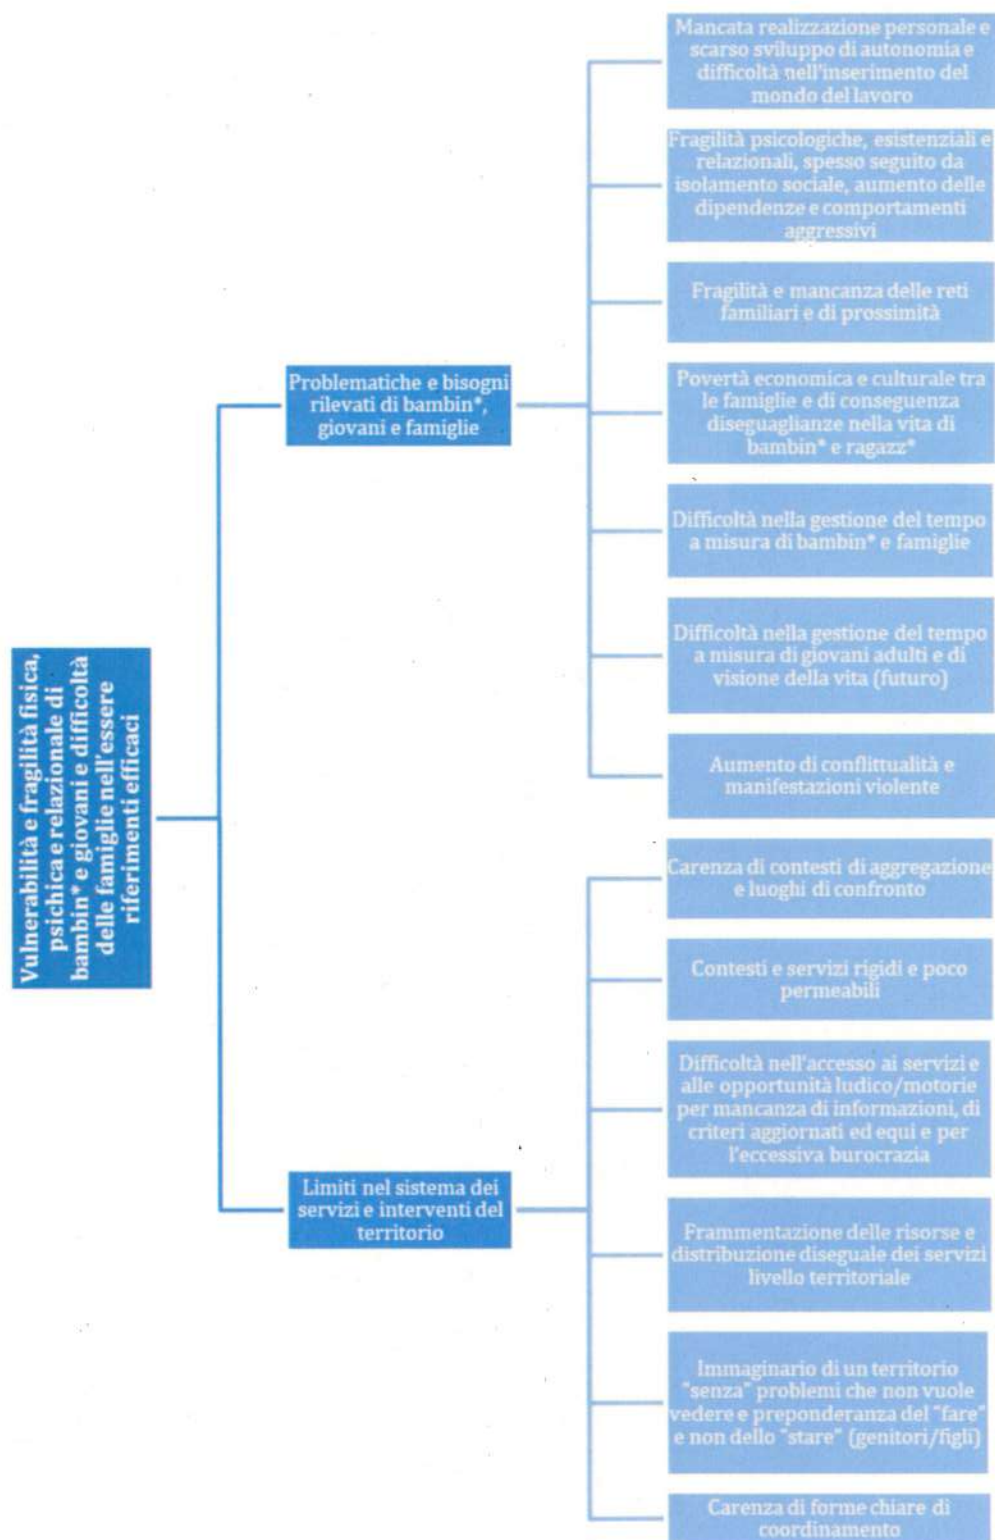 Vulnerabilità e fragilità fisica,
psichica e relazionale di
bambin* e giovani e difficoltà
delle famiglie nell'essere
riferimenti efficaci
Problematiche e bisogni
rilevati di bambin*,
giovani e famiglie
Mancata realizzazione personale e
scarso sviluppo di autonomia e
difficoltà nell'inserimento del
mondo del lavoro
Fragilità psicologiche, esistenziali e
relazionali, spesso seguito da
isolamento sociale, aumento delle
dipendenze e comportamenti
aggressivi
Fragilità e mancanza delle reti
familiari e di prossimità
Povertà economica e culturale tra
le famiglie e di conseguenza
diseguaglianze nella vita di
bambin* e ragazz*
Difficoltà nella gestione del tempo
a misura di bambin* e famiglie
Difficoltà nella gestione del tempo
a misura di giovani adulti e di
visione della vita (futuro)
Aumento di conflittualità e
manifestazioni violente
Limiti nel sistema dei
servizi e interventi del
territorio
Carenza di contesti di aggregazione
e luoghi di confronto
Contesti e servizi rigidi e poco
permeabili
Difficoltà nell'accesso ai servizi e
alle opportunità ludico/motorie
per mancanza di informazioni, di
criteri aggiornati ed equi e per
l'eccessiva burocrazia
Frammentazione delle risorse e
distribuzione diseguale dei servizi
livello territoriale
Immaginario di un territorio
"senza" problemi che non vuole
vedere e preponderanza del "fare"
e non dello "stare" (genitori/figli)
Carenza di forme chiare di
coordinamento